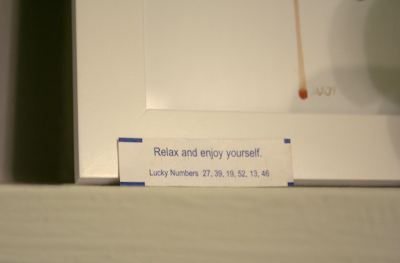 Relax and enjoy yourself.
Lucky Numbers 27, 39, 19, 52, 13, 46